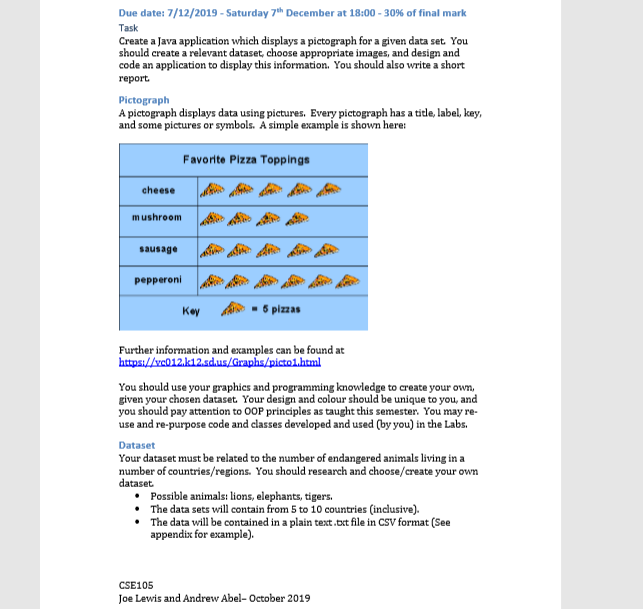 Due date: 7/12/2019 - Saturday 7th December at 18:00 - 30% of final mark
Task
Create a Java application which displays a pictograph for a given data set. You
should create a relevant dataset, choose appropriate images, and design and
code an application to display this information. You should also write a short
report.
Pictograph
A pictograph displays data using pictures. Every pictograph has a title, label, key,
and some pictures or symbols. A simple example is shown here:
Favorite Pizza Toppings
cheese
mushroom
sausage
pepperoni
Key = 5 pizzas
Further information and examples can be found at
https://vc012.k12.sd.us/Graphs/picto1.html
You should use your graphics and programming knowledge to create your own,
given your chosen dataset. Your design and colour should be unique to you, and
you should pay attention to OOP principles as taught this semester. You may re-
use and re-purpose code and classes developed and used (by you) in the Labs.
Dataset
Your dataset must be related to the number of endangered animals living in a
number of countries/regions. You should research and choose/create your own
dataset.
• Possible animals: lions, elephants, tigers.
• The data sets will contain from 5 to 10 countries (inclusive).
• The data will be contained in a plain text .txt file in CSV format (See
appendix for example).
CSE105
Joe Lewis and Andrew Abel– October 2019